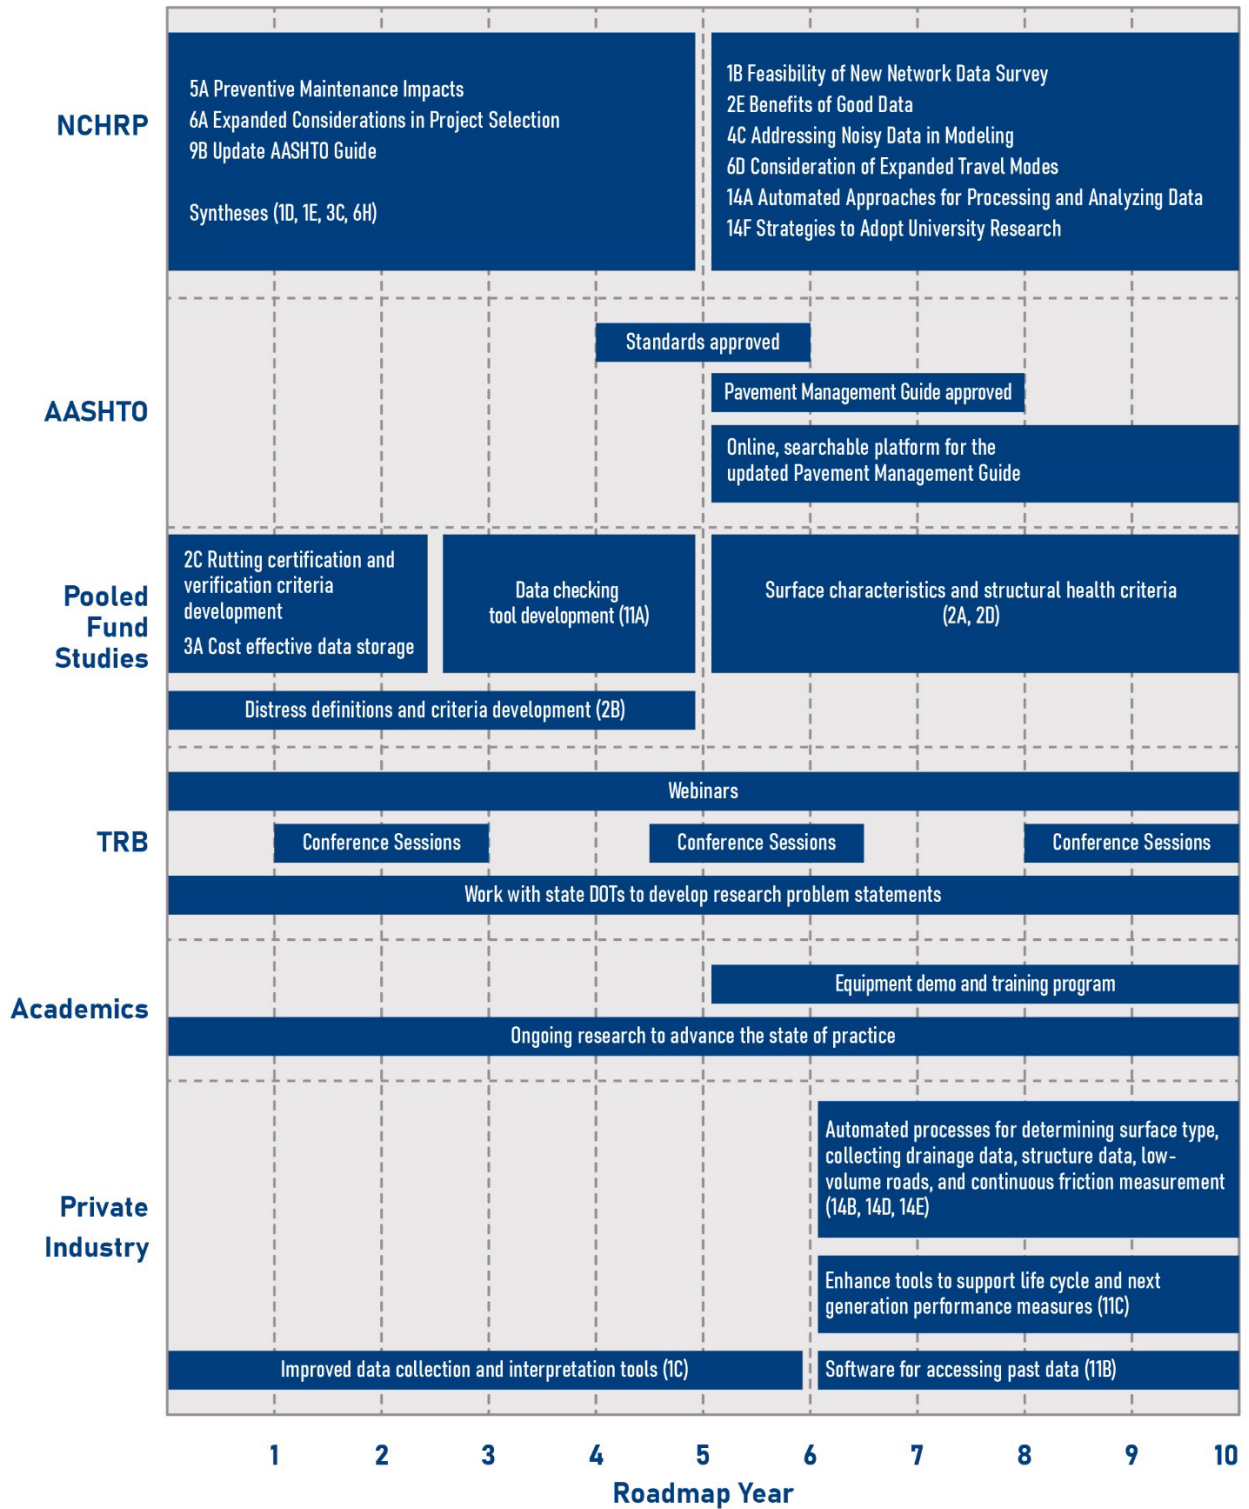 NCHRP
5A Preventive Maintenance Impacts
6A Expanded Considerations in Project Selection
9B Update AASHTO Guide
Syntheses (1D, 1E, 3C, 6H)
1B Feasibility of New Network Data Survey
2E Benefits of Good Data
4C Addressing Noisy Data in Modeling
6D Consideration of Expanded Travel Modes
14A Automated Approaches for Processing and Analyzing Data
14F Strategies to Adopt University Research
AASHTO
Standards approved
Pavement Management Guide approved
Online, searchable platform for the
updated Pavement Management Guide
Pooled
Fund
Studies
2C Rutting certification and
verification criteria
development
3A Cost effective data storage
Data checking
tool development (11A)
Surface characteristics and structural health criteria
(2A, 2D)
Distress definitions and criteria development (2B)
TRB
Webinars
Conference Sessions
Conference Sessions
Conference Sessions
Work with state DOTs to develop research problem statements
Academics
Equipment demo and training program
Ongoing research to advance the state of practice
Private
Industry
Automated processes for determining surface type,
collecting drainage data, structure data, low-
volume roads, and continuous friction measurement
(14B, 14D, 14E)
Enhance tools to support life cycle and next
generation performance measures (11C)
Improved data collection and interpretation tools (1C)
Software for accessing past data (11B)
1 2 3 4 5 6 7 8 9 10
Roadmap Year